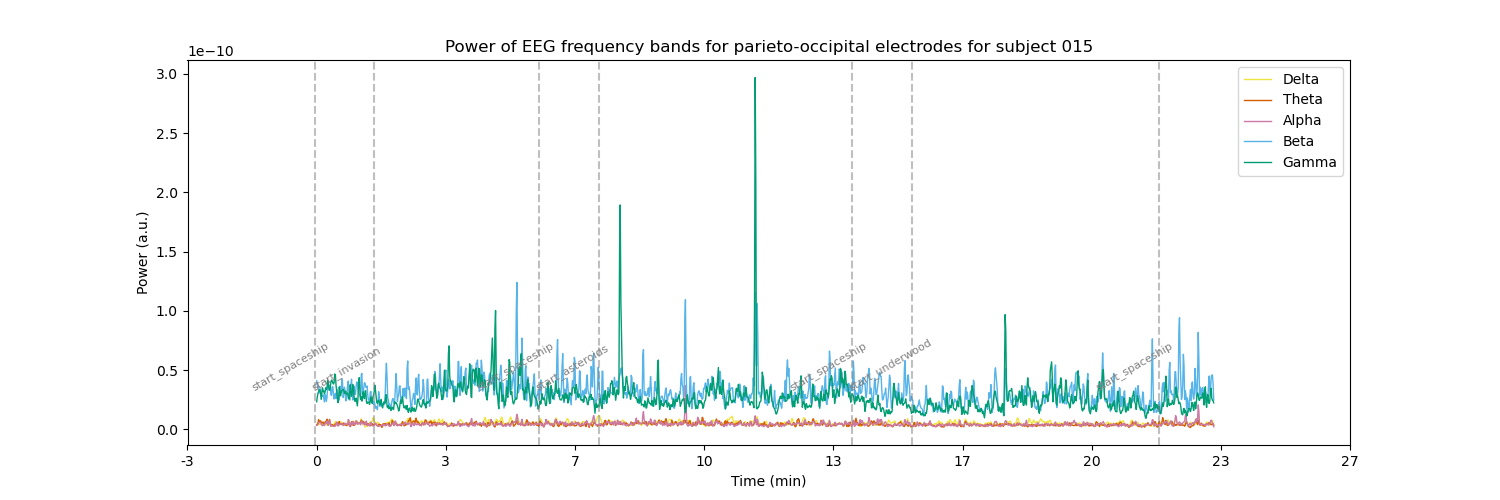 Power of EEG frequency bands for parieto-occipital electrodes for subject 015
1e−10
3.0
2.5
2.0
1.5
1.0
0.5
0.0
Power (a.u.)
Delta
Theta
Alpha
Beta
Gamma
start_spaceship
start_invasion
start_spaceship
start_asteroids
start_spaceship
start_underwood
start_spaceship
-3
0
3
7
10
13
17
20
23
27
Time (min)